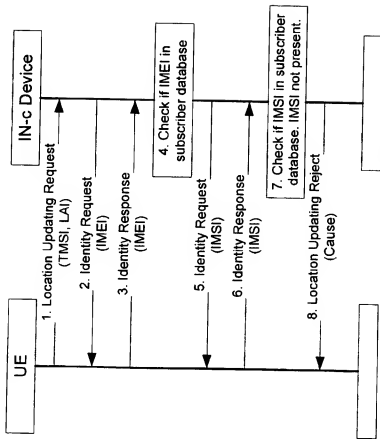 UE
IN-c Device
1. Location Updating Request
(TMSI, LAI)
2. Identity Request
(IMEI)
3. Identity Response
(IMEI)
4. Check if IMEI in
subscriber database
5. Identity Request
(IMSI)
6. Identity Response
(IMSI)
7. Check if IMSI in subscriber
database. IMSI not present.
8. Location Updating Reject
(Cause)